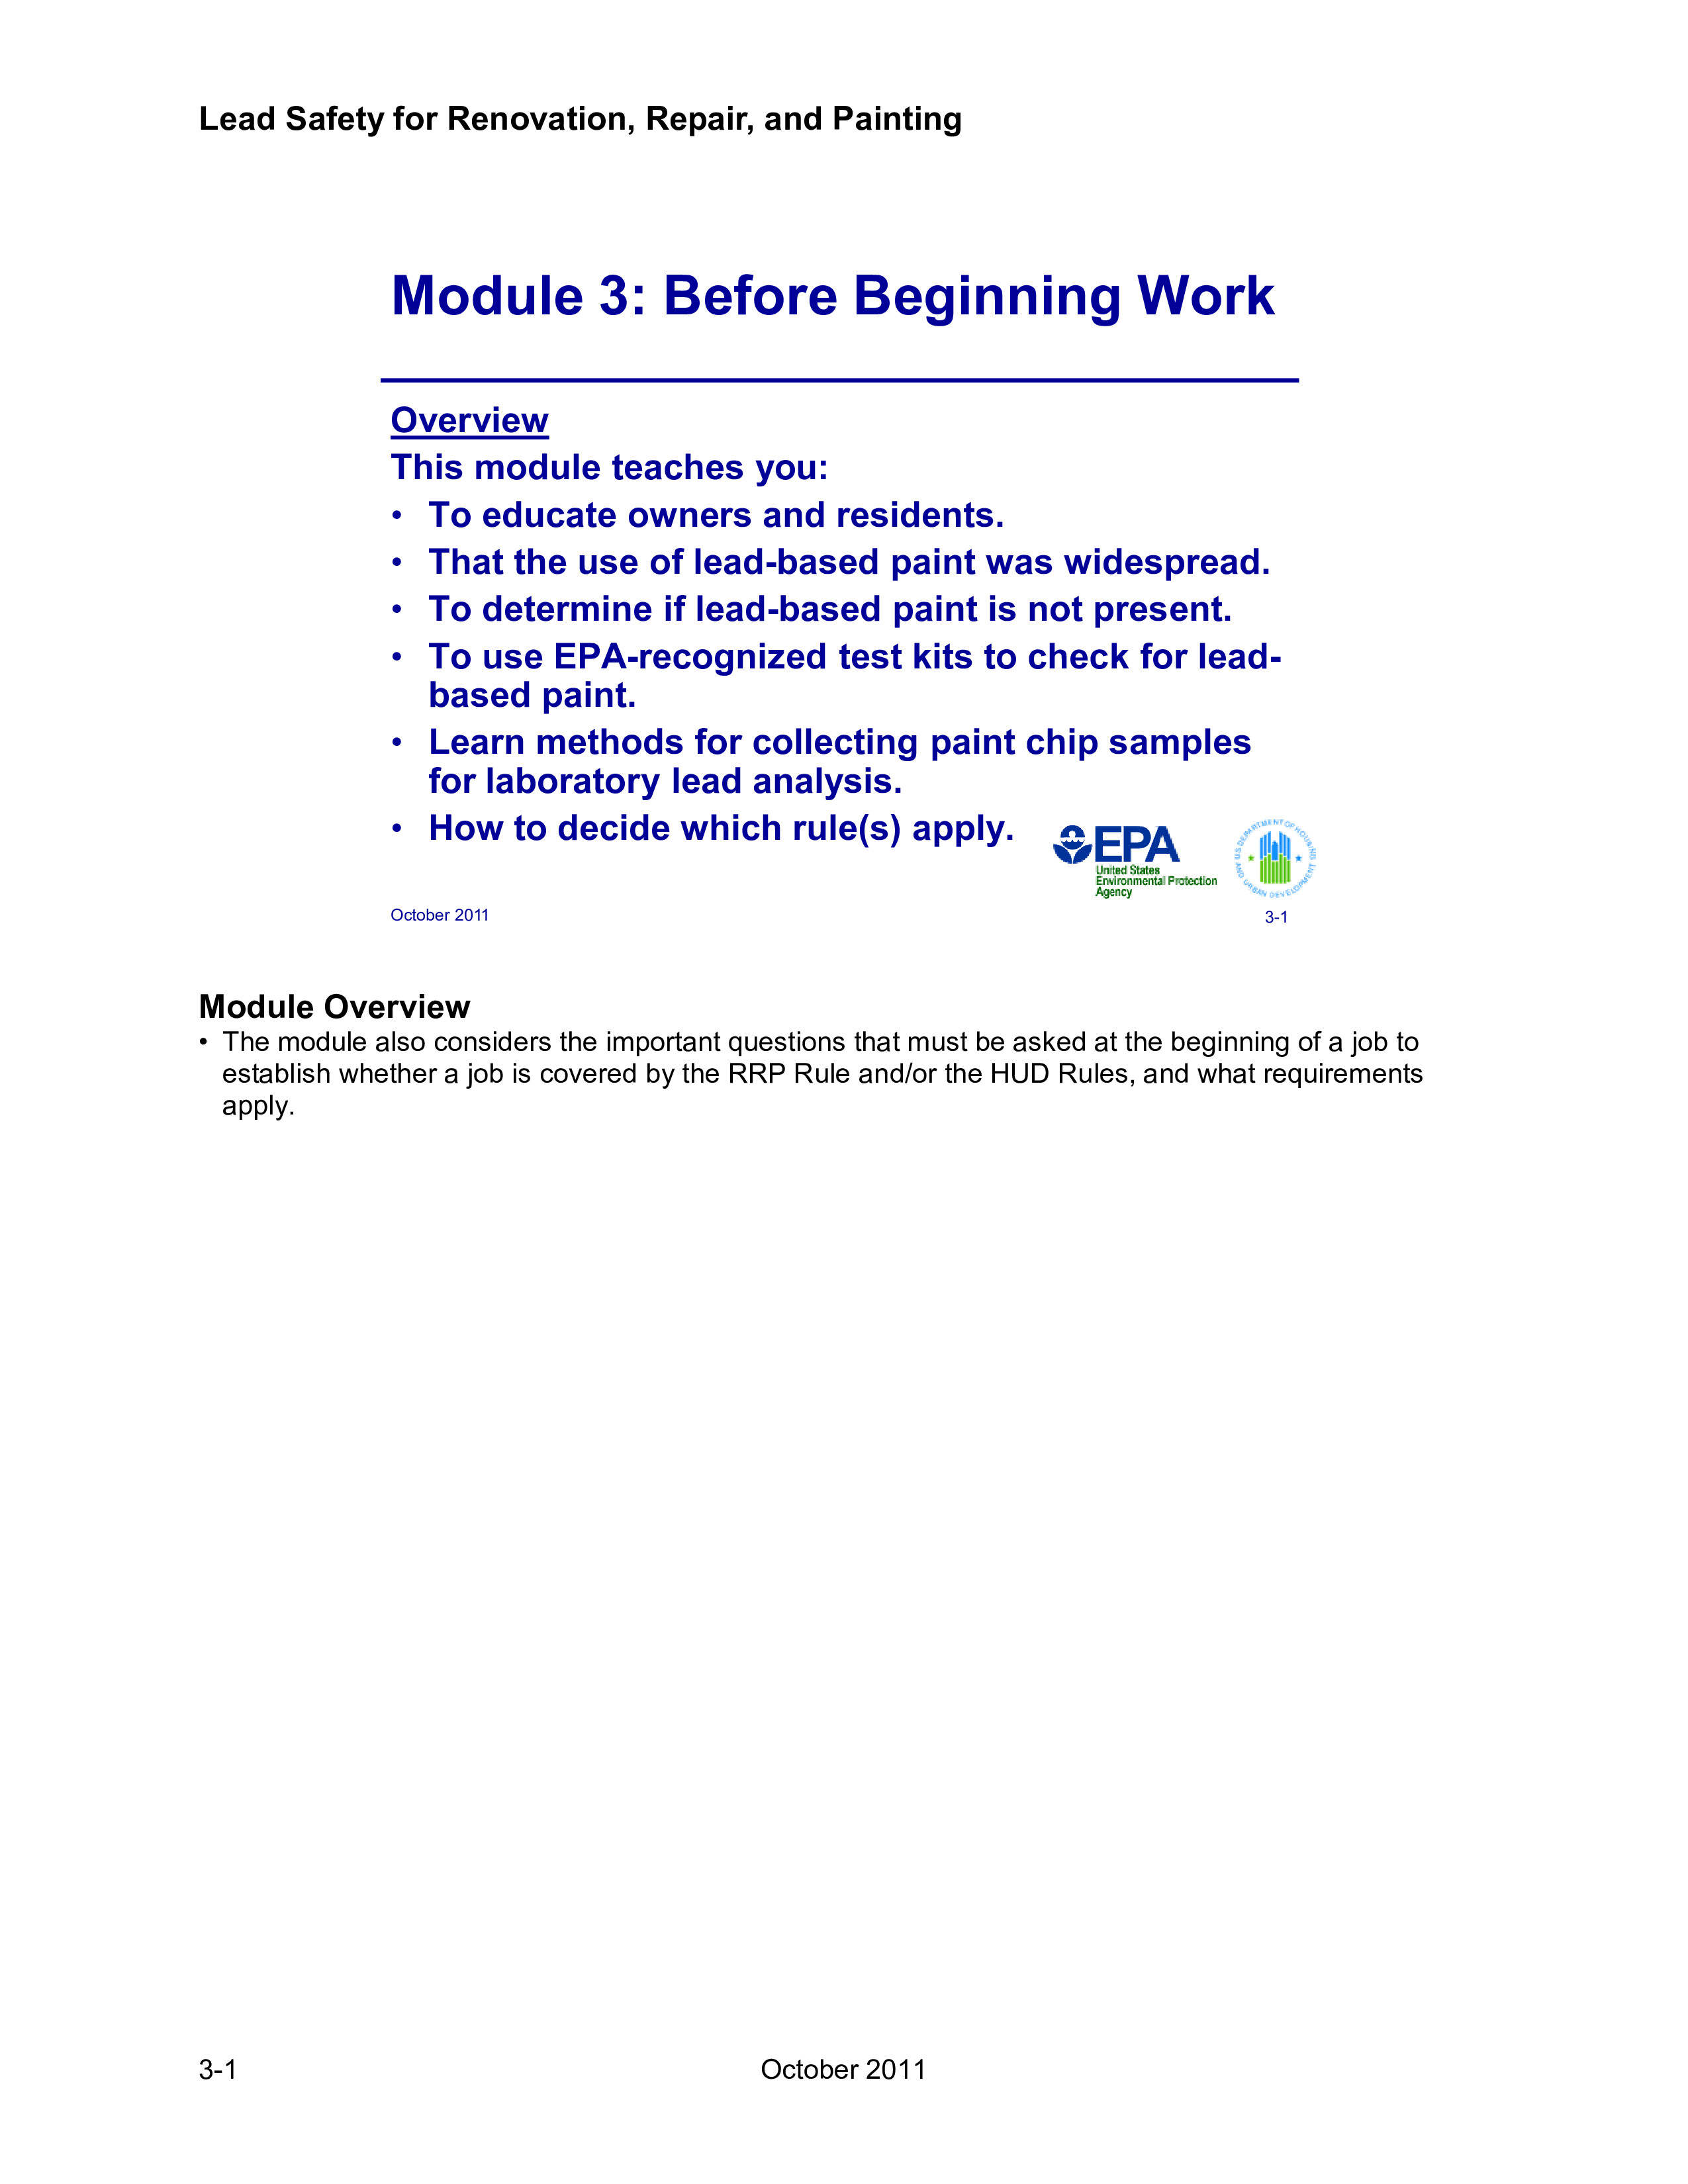 Lead Safety for Renovation, Repair, and Painting
Module 3: Before Beginning Work
Overview
This module teaches you:
• To educate owners and residents.
• That the use of lead-based paint was widespread.
• To determine if lead-based paint is not present.
• To use EPA-recognized test kits to check for lead-
based paint.
• Learn methods for collecting paint chip samples
for laboratory lead analysis.
• How to decide which rule(s) apply.
EPA
United States
Environmental Protection
Agency
U.S. DEPARTMENT OF HOUSING
AND URBAN DEVELOPMENT
October 2011
3-1
Module Overview
• The module also considers the important questions that must be asked at the beginning of a job to
establish whether a job is covered by the RRP Rule and/or the HUD Rules, and what requirements
apply.
3-1
October 2011